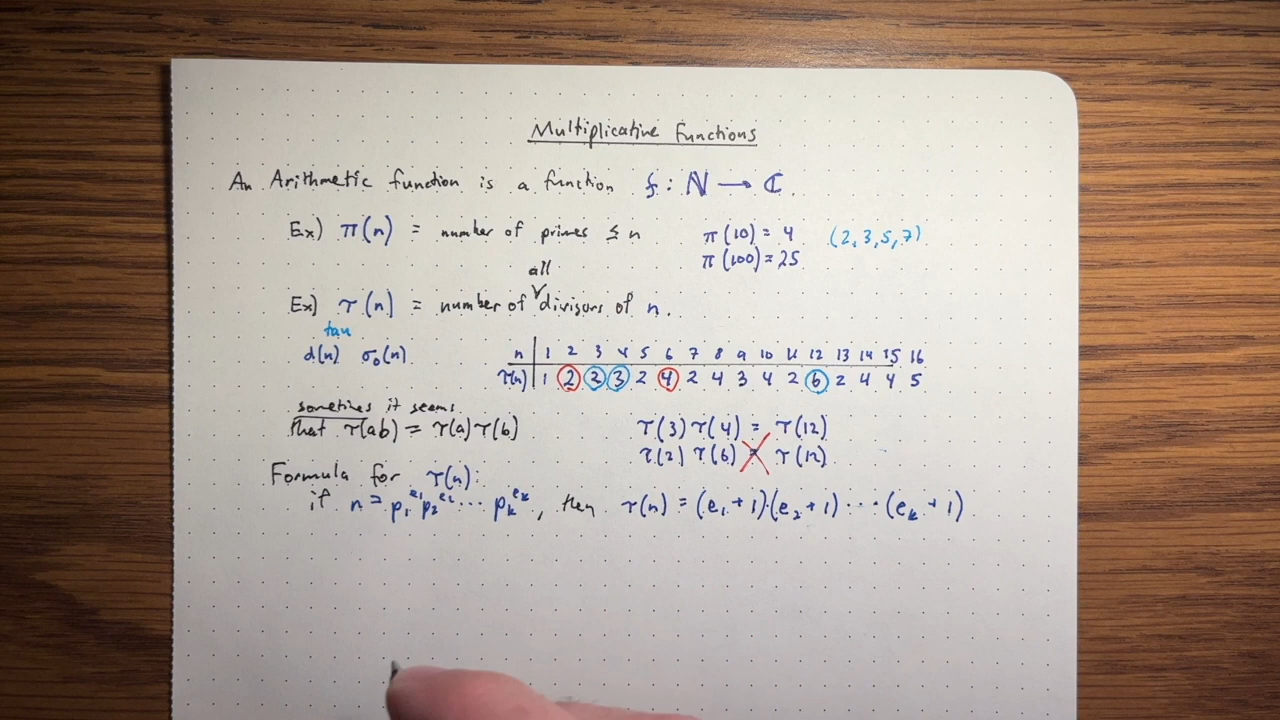 Multiplicative Functions
An Arithmetic function is a function f : ℕ → ℂ.
Ex) π(n) = number of primes ≤ n π(10) = 4 (2,3,5,7)
π(100) = 25
all
Ex) τ(n) = number of divisors of n.
tau
d(n) σ₀(n)
n 1 2 3 4 5 6 7 8 9 10 11 12 13 14 15 16
τ(n) 1 2 2 3 2 4 2 4 3 4 2 6 2 4 4 5
sometimes it seems
that τ(ab) = τ(a)τ(b) τ(3)τ(4) = τ(12)
τ(2)τ(6) = τ(12)
Formula for τ(n):
if n = p₁^e₁ p₂^e₂ ··· pₖ^eₖ, then τ(n) = (e₁+1)·(e₂+1)···(eₖ+1)